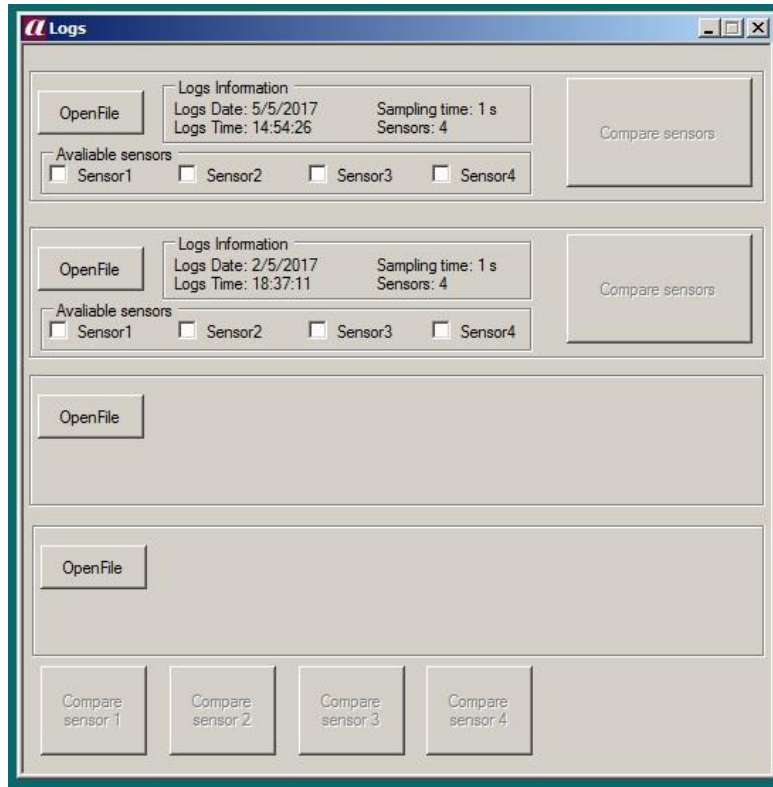 a Logs
OpenFile
Logs Information
Logs Date: 5/5/2017 Sampling time: 1 s
Logs Time: 14:54:26 Sensors: 4
Compare sensors
Avaliable sensors
Sensor1 Sensor2 Sensor3 Sensor4
OpenFile
Logs Information
Logs Date: 2/5/2017 Sampling time: 1 s
Logs Time: 18:37:11 Sensors: 4
Compare sensors
Avaliable sensors
Sensor1 Sensor2 Sensor3 Sensor4
OpenFile
OpenFile
Compare
sensor 1
Compare
sensor 2
Compare
sensor 3
Compare
sensor 4